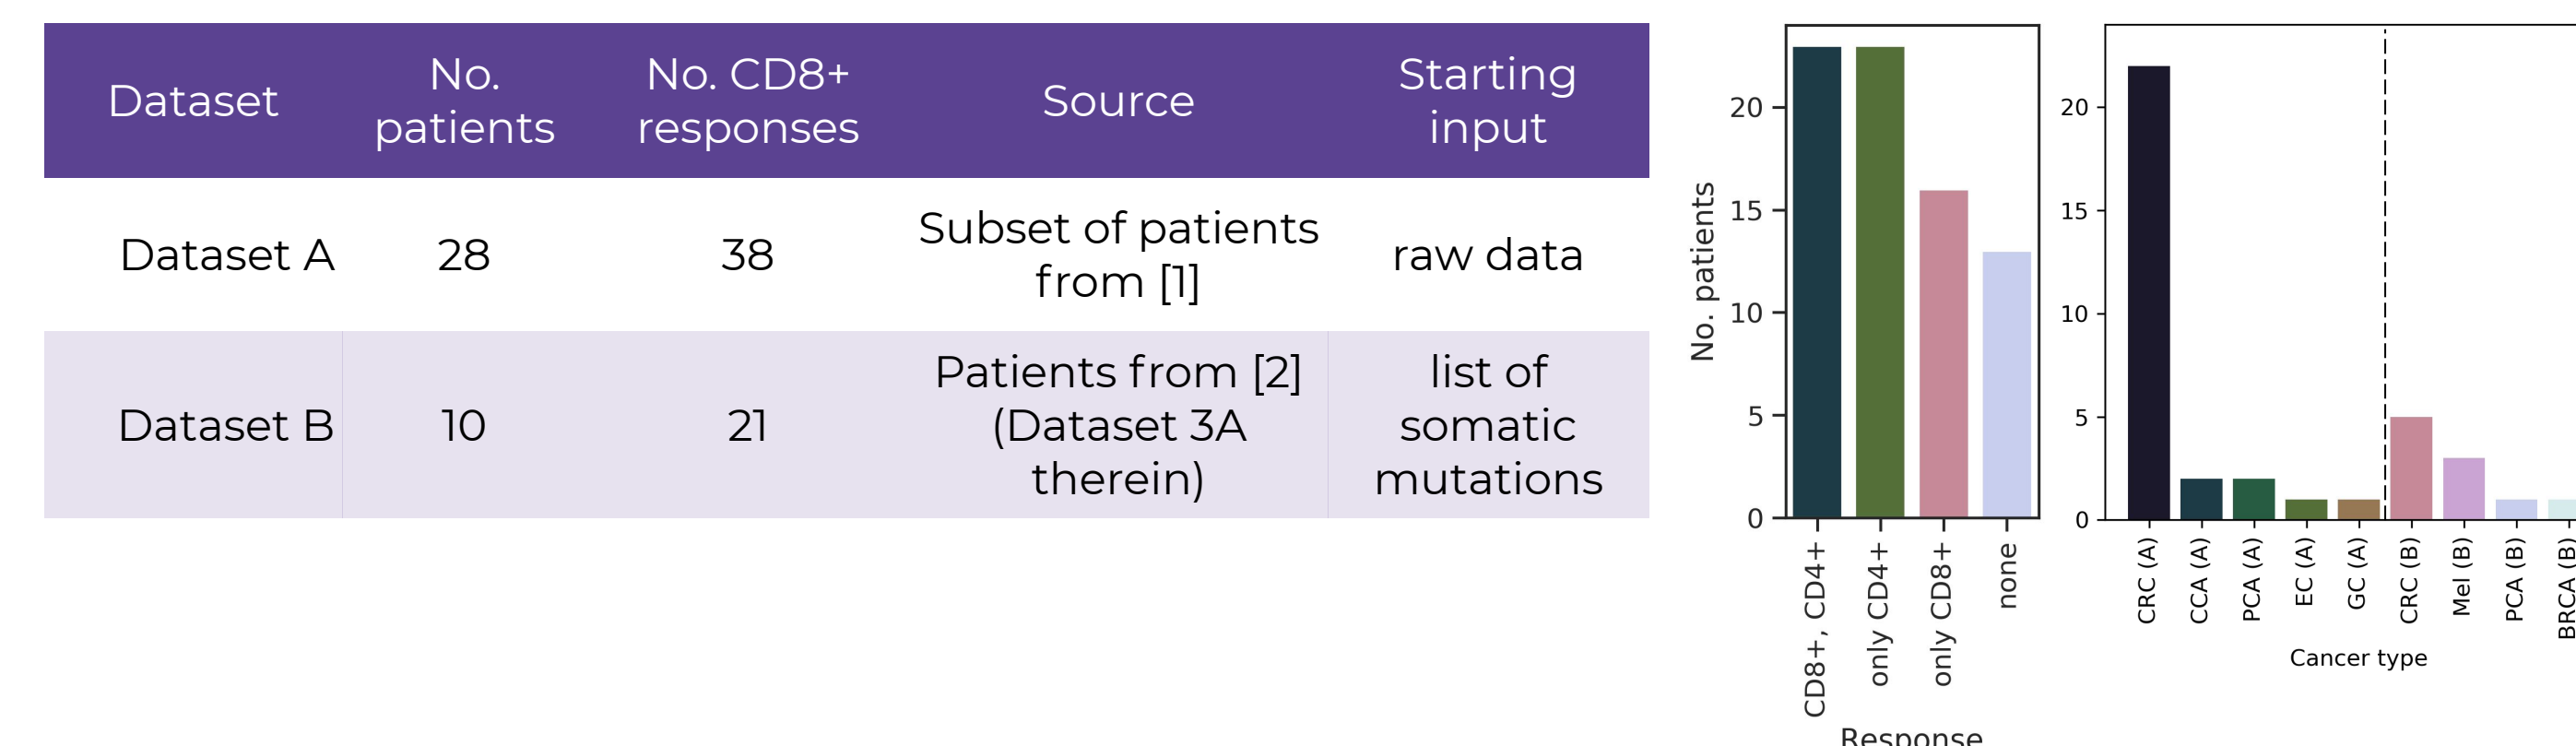 Dataset
No.
patients
No. CD8+
responses
Source
Starting
input
Dataset A
28
38
Subset of patients
from [1]
raw data
Dataset B
10
21
Patients from [2]
(Dataset 3A
therein)
list of
somatic
mutations
No. patients
20
15
10
5
0
CD8+, CD4+
only CD4+
only CD8+
none
Response
20
15
10
5
0
CRC (A)
CCA (A)
PCA (A)
EC (A)
GC (A)
CRC (B)
Mel (B)
PCA (B)
BRCA (B)
Cancer type